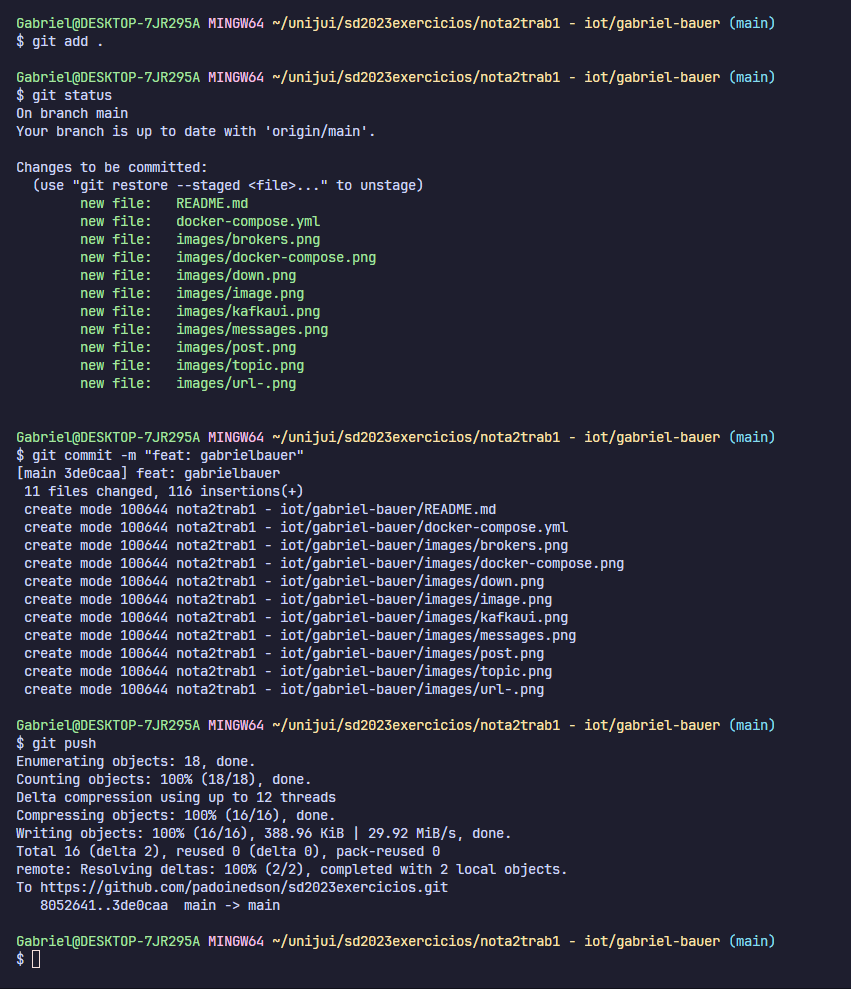 Gabriel@DESKTOP-7JR295A MINGW64 ~/unijui/sd2023exercicios/nota2trab1 - iot/gabriel-bauer (main)
$ git add .
Gabriel@DESKTOP-7JR295A MINGW64 ~/unijui/sd2023exercicios/nota2trab1 - iot/gabriel-bauer (main)
$ git status
On branch main
Your branch is up to date with 'origin/main'.
Changes to be committed:
  (use "git restore --staged <file>..." to unstage)
        new file:   README.md
        new file:   docker-compose.yml
        new file:   images/brokers.png
        new file:   images/docker-compose.png
        new file:   images/down.png
        new file:   images/image.png
        new file:   images/kafkaui.png
        new file:   images/messages.png
        new file:   images/post.png
        new file:   images/topic.png
        new file:   images/url-.png
Gabriel@DESKTOP-7JR295A MINGW64 ~/unijui/sd2023exercicios/nota2trab1 - iot/gabriel-bauer (main)
$ git commit -m "feat: gabrielbauer"
[main 3de0caa] feat: gabrielbauer
 11 files changed, 116 insertions(+)
 create mode 100644 nota2trab1 - iot/gabriel-bauer/README.md
 create mode 100644 nota2trab1 - iot/gabriel-bauer/docker-compose.yml
 create mode 100644 nota2trab1 - iot/gabriel-bauer/images/brokers.png
 create mode 100644 nota2trab1 - iot/gabriel-bauer/images/docker-compose.png
 create mode 100644 nota2trab1 - iot/gabriel-bauer/images/down.png
 create mode 100644 nota2trab1 - iot/gabriel-bauer/images/image.png
 create mode 100644 nota2trab1 - iot/gabriel-bauer/images/kafkaui.png
 create mode 100644 nota2trab1 - iot/gabriel-bauer/images/messages.png
 create mode 100644 nota2trab1 - iot/gabriel-bauer/images/post.png
 create mode 100644 nota2trab1 - iot/gabriel-bauer/images/topic.png
 create mode 100644 nota2trab1 - iot/gabriel-bauer/images/url-.png
Gabriel@DESKTOP-7JR295A MINGW64 ~/unijui/sd2023exercicios/nota2trab1 - iot/gabriel-bauer (main)
$ git push
Enumerating objects: 18, done.
Counting objects: 100% (18/18), done.
Delta compression using up to 12 threads
Compressing objects: 100% (16/16), done.
Writing objects: 100% (16/16), 388.96 KiB | 29.92 MiB/s, done.
Total 16 (delta 2), reused 0 (delta 0), pack-reused 0
remote: Resolving deltas: 100% (2/2), completed with 2 local objects.
To https://github.com/padoinedson/sd2023exercicios.git
   8052641..3de0caa  main -> main
Gabriel@DESKTOP-7JR295A MINGW64 ~/unijui/sd2023exercicios/nota2trab1 - iot/gabriel-bauer (main)
$